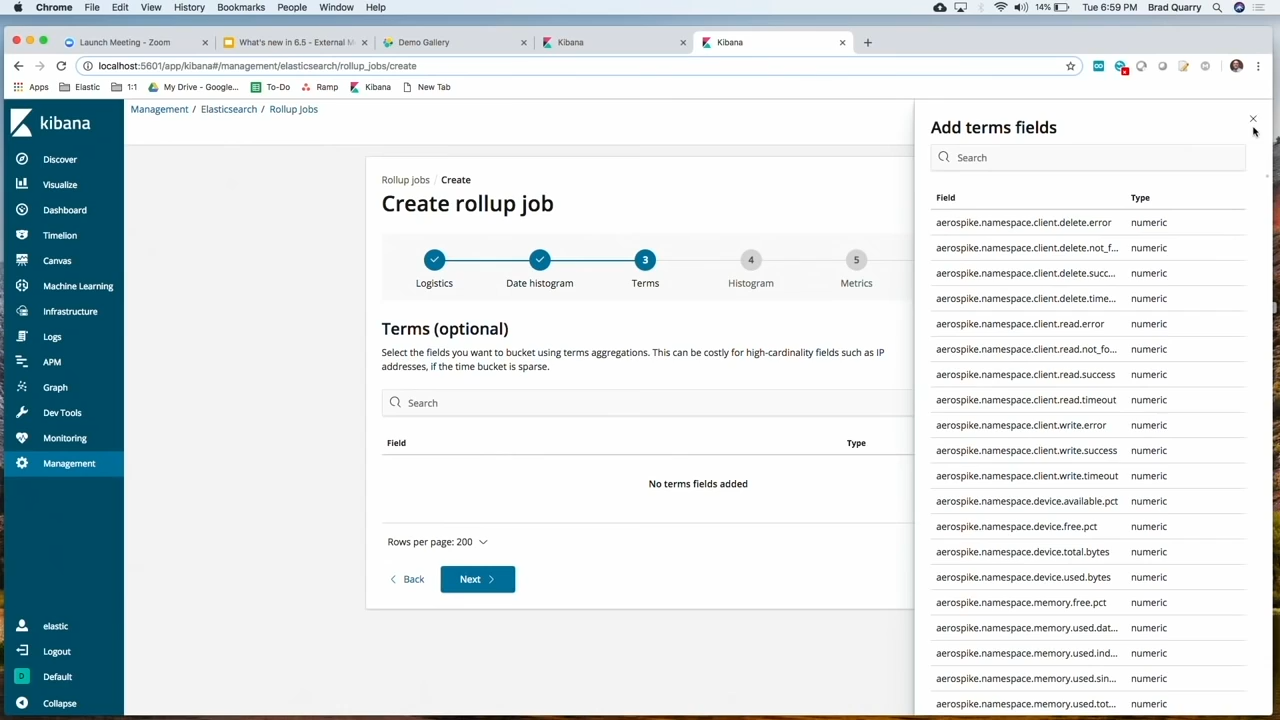 Chrome File Edit View History Bookmarks People Window Help 14% Tue 6:59 PM Brad Quarry
Launch Meeting - Zoom × What's new in 6.5 - External M × Demo Gallery × Kibana × Kibana × +
localhost:5601/app/kibana#/management/elasticsearch/rollup_jobs/create
Apps Elastic 1:1 My Drive - Google... To-Do Ramp Kibana New Tab
kibana
Discover
Visualize
Dashboard
Timelion
Canvas
Machine Learning
Infrastructure
Logs
APM
Graph
Dev Tools
Monitoring
Management
elastic
Logout
D Default
Collapse
Management / Elasticsearch / Rollup Jobs
Rollup jobs / Create
Create rollup job
3 4 5
Logistics Date histogram Terms Histogram Metrics
Terms (optional)
Select the fields you want to bucket using terms aggregations. This can be costly for high-cardinality fields such as IP
addresses, if the time bucket is sparse.
Search
Field Type
No terms fields added
Rows per page: 200
Back Next
Add terms fields
Search
Field Type
aerospike.namespace.client.delete.error numeric
aerospike.namespace.client.delete.not_f... numeric
aerospike.namespace.client.delete.succ... numeric
aerospike.namespace.client.delete.time... numeric
aerospike.namespace.client.read.error numeric
aerospike.namespace.client.read.not_fo... numeric
aerospike.namespace.client.read.success numeric
aerospike.namespace.client.read.timeout numeric
aerospike.namespace.client.write.error numeric
aerospike.namespace.client.write.success numeric
aerospike.namespace.client.write.timeout numeric
aerospike.namespace.device.available.pct numeric
aerospike.namespace.device.free.pct numeric
aerospike.namespace.device.total.bytes numeric
aerospike.namespace.device.used.bytes numeric
aerospike.namespace.memory.free.pct numeric
aerospike.namespace.memory.used.dat... numeric
aerospike.namespace.memory.used.ind... numeric
aerospike.namespace.memory.used.sin... numeric
aerospike.namespace.memory.used.tot... numeric